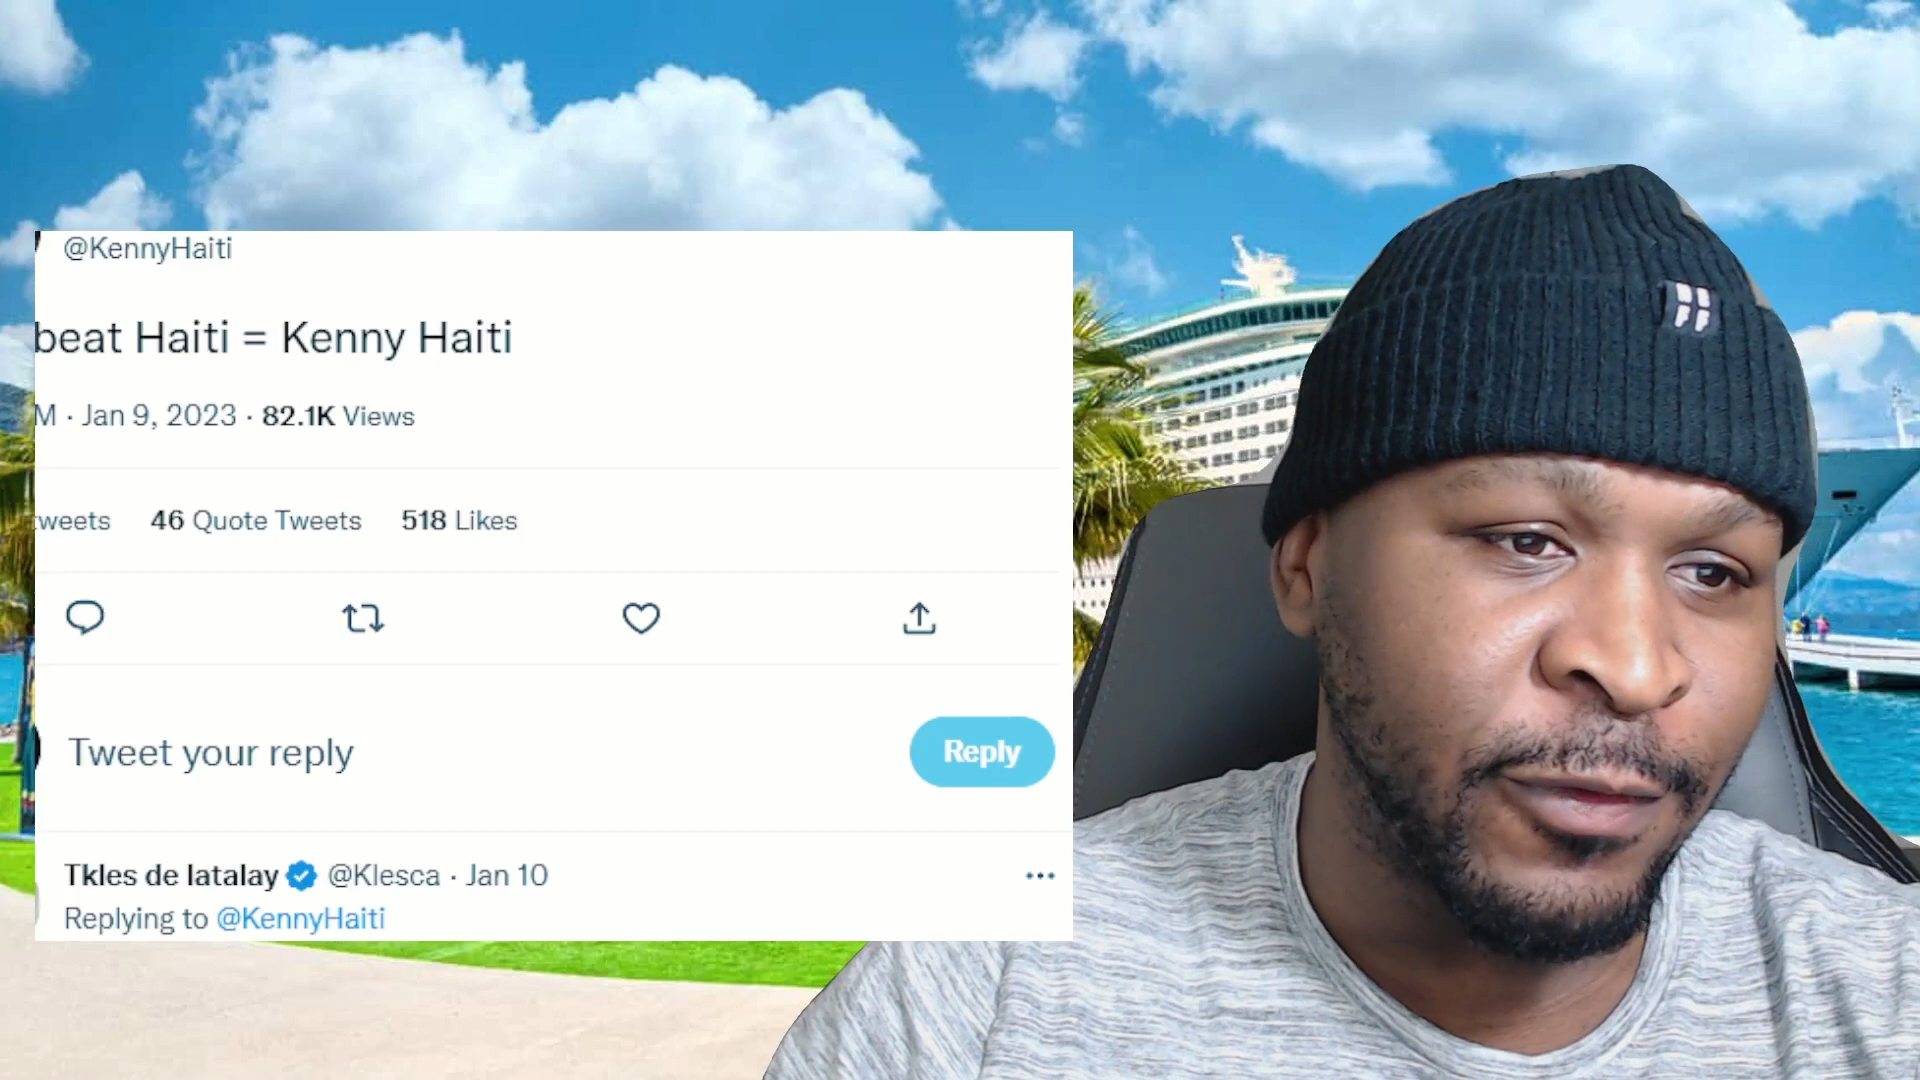 @KennyHaiti
beat Haiti = Kenny Haiti
M · Jan 9, 2023 · 82.1K Views
tweets 46 Quote Tweets 518 Likes
Tweet your reply
Reply
Tkles de latalay @Klesca · Jan 10
Replying to @KennyHaiti